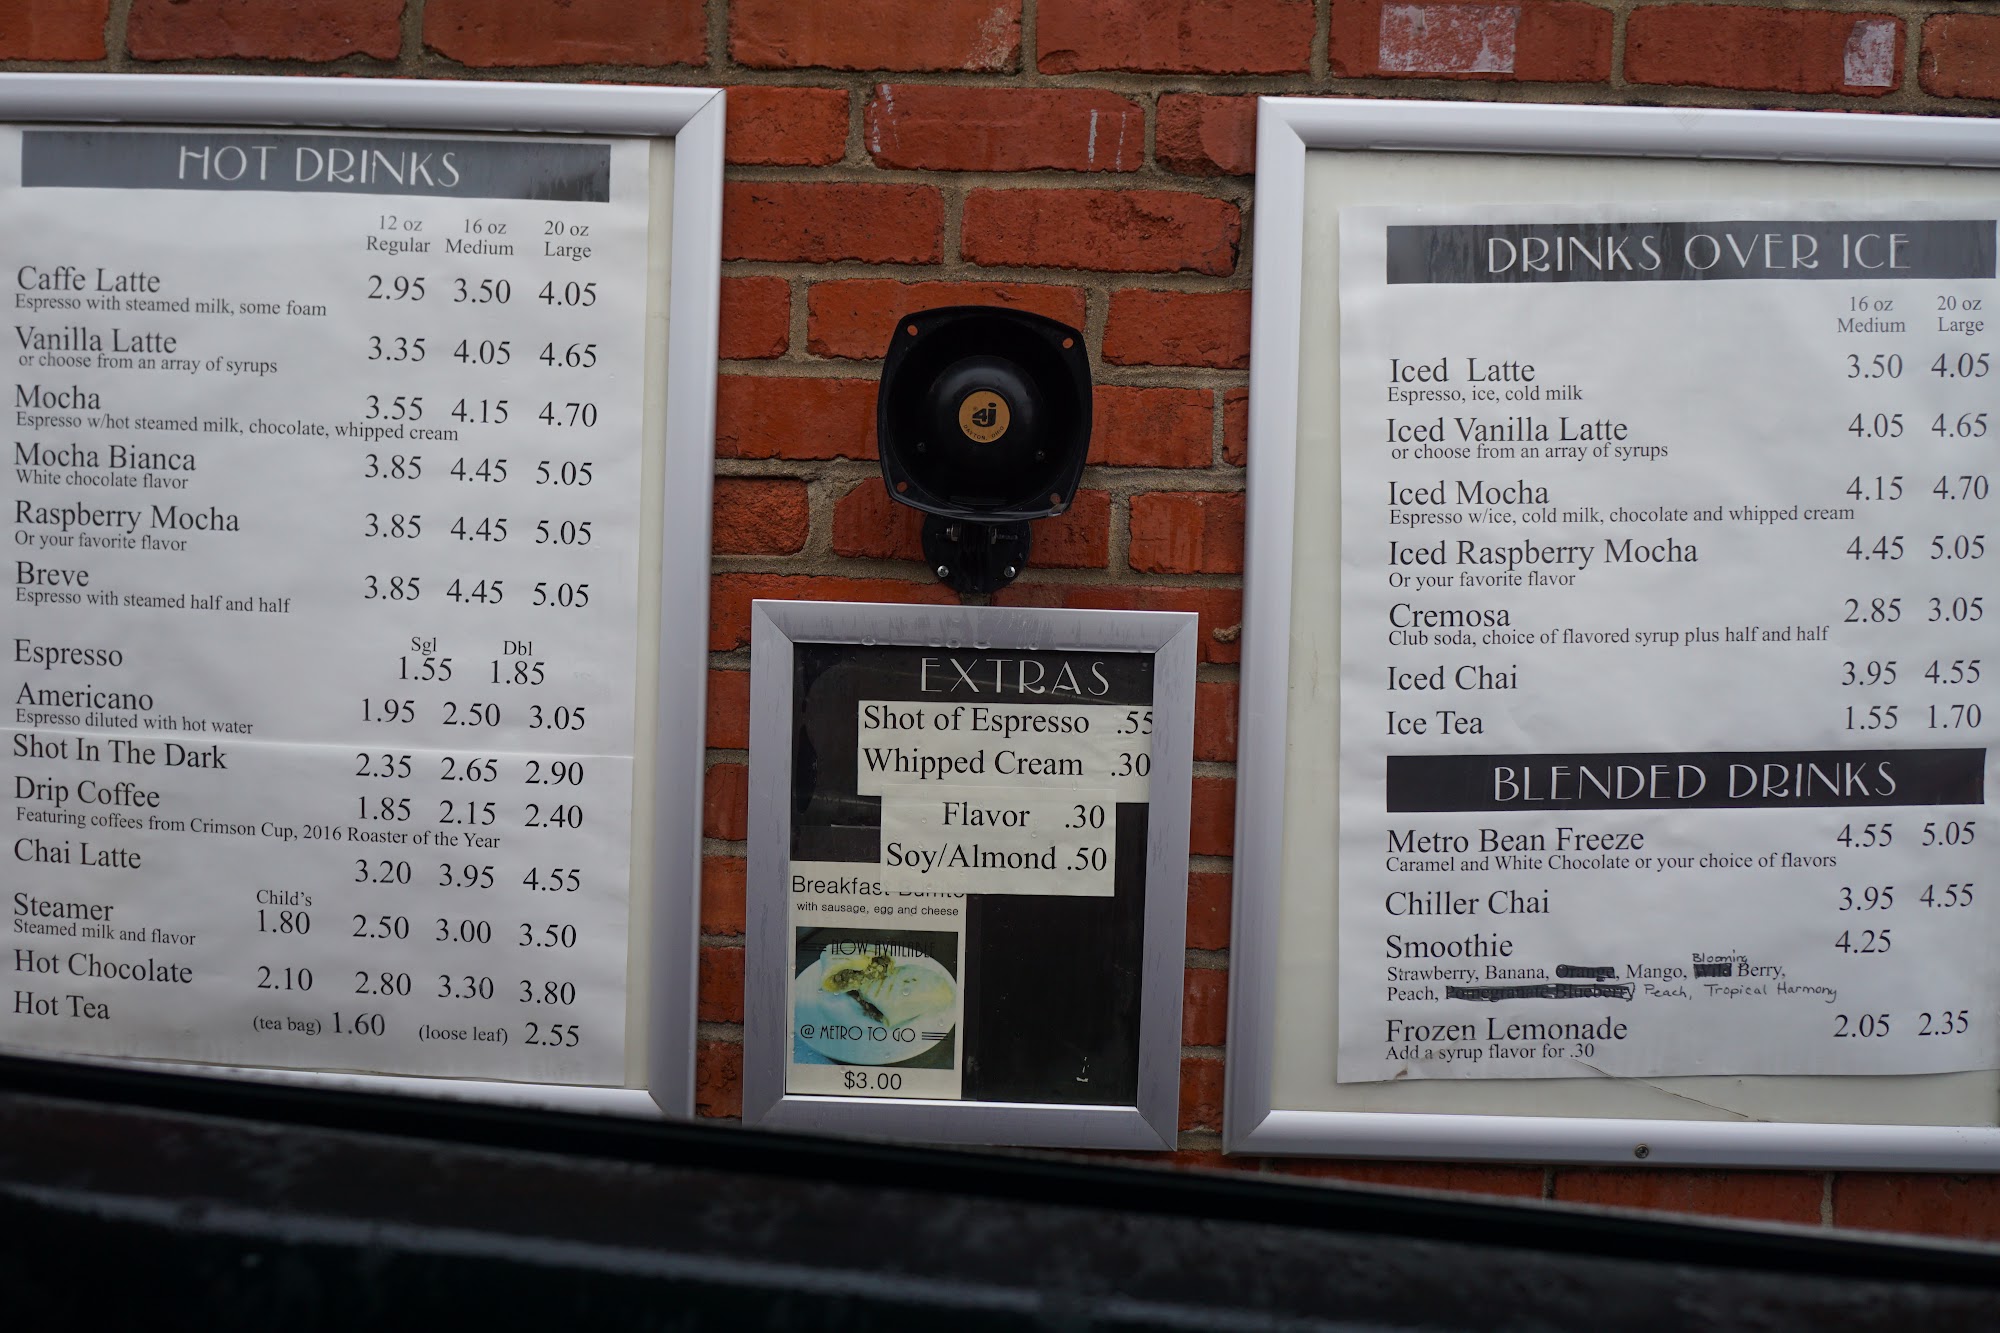 HOT DRINKS
12 oz 16 oz 20 oz
Regular Medium Large
Caffe Latte 2.95 3.50 4.05
Espresso with steamed milk, some foam
Vanilla Latte 3.35 4.05 4.65
or choose from an array of syrups
Mocha 3.55 4.15 4.70
Espresso w/hot steamed milk, chocolate, whipped cream
Mocha Bianca 3.85 4.45 5.05
White chocolate flavor
Raspberry Mocha 3.85 4.45 5.05
Or your favorite flavor
Breve 3.85 4.45 5.05
Espresso with steamed half and half
Sgl Dbl
Espresso 1.55 1.85
Americano 1.95 2.50 3.05
Espresso diluted with hot water
Shot In The Dark 2.35 2.65 2.90
Drip Coffee 1.85 2.15 2.40
Featuring coffees from Crimson Cup, 2016 Roaster of the Year
Chai Latte 3.20 3.95 4.55
Child's
Steamer 1.80 2.50 3.00 3.50
Steamed milk and flavor
Hot Chocolate 2.10 2.80 3.30 3.80
Hot Tea (tea bag) 1.60 (loose leaf) 2.55
4J
DAYTON, OHIO
EXTRAS
Shot of Espresso .55
Whipped Cream .30
Flavor .30
Soy/Almond .50
Breakfast Burrito
with sausage, egg and cheese
NOW AVAILABLE
@ METRO TO GO
$3.00
DRINKS OVER ICE
16 oz 20 oz
Medium Large
Iced Latte 3.50 4.05
Espresso, ice, cold milk
Iced Vanilla Latte 4.05 4.65
or choose from an array of syrups
Iced Mocha 4.15 4.70
Espresso w/ice, cold milk, chocolate and whipped cream
Iced Raspberry Mocha 4.45 5.05
Or your favorite flavor
Cremosa 2.85 3.05
Club soda, choice of flavored syrup plus half and half
Iced Chai 3.95 4.55
Ice Tea 1.55 1.70
BLENDED DRINKS
Metro Bean Freeze 4.55 5.05
Caramel and White Chocolate or your choice of flavors
Chiller Chai 3.95 4.55
Smoothie 4.25
Blooming
Strawberry, Banana, Orange, Mango, Wild Berry,
Peach, Pomegranate Blueberry Peach, Tropical Harmony
Frozen Lemonade 2.05 2.35
Add a syrup flavor for .30